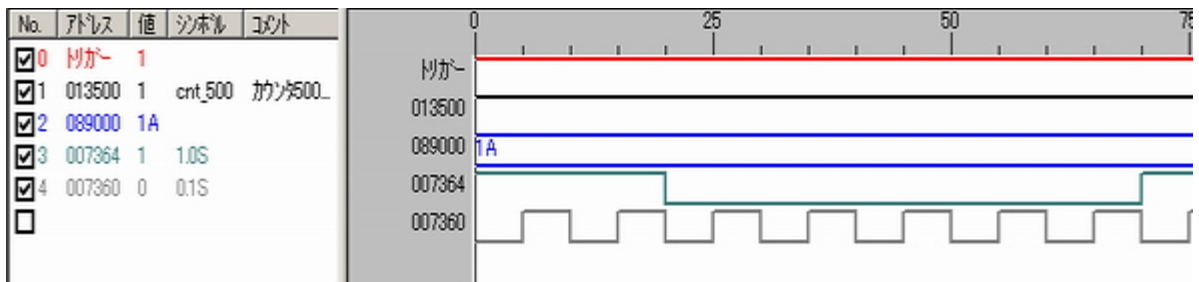 No. アドレス 値 シンボル コメント
0 トリガー 1
1 013500 1 cnt_500 カウンタ500...
2 089000 1A
3 007364 1 1.0S
4 007360 0 0.1S
0 25 50 75
トリガー
013500
089000 1A
007364
007360